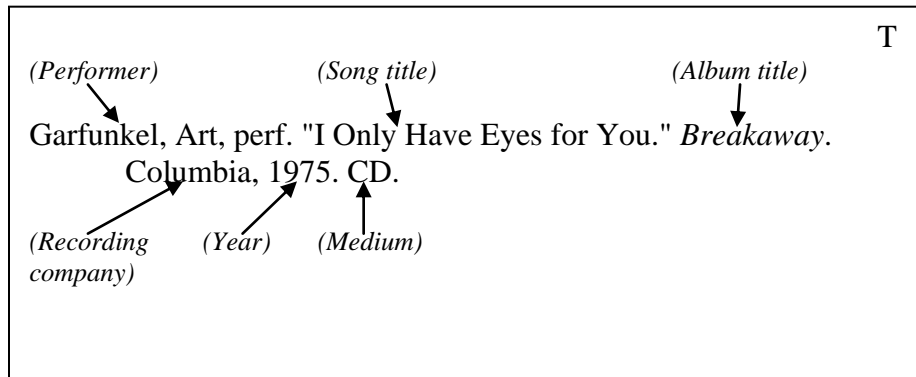 T
(Performer) (Song title) (Album title)
Garfunkel, Art, perf. "I Only Have Eyes for You." Breakaway.
Columbia, 1975. CD.
(Recording (Year) (Medium)
company)